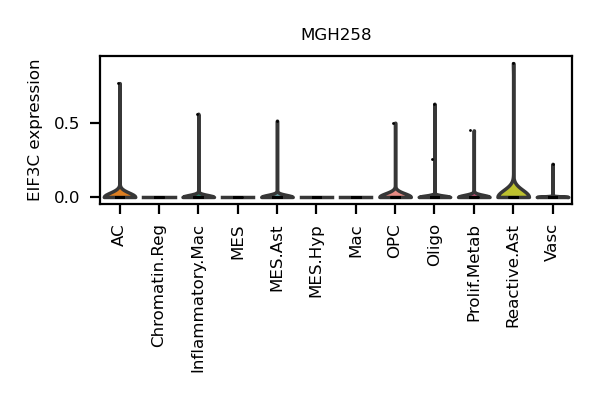 MGH258
EIF3C expression
0.5
0.0
AC
Chromatin.Reg
Inflammatory.Mac
MES
MES.Ast
MES.Hyp
Mac
OPC
Oligo
Prolif.Metab
Reactive.Ast
Vasc